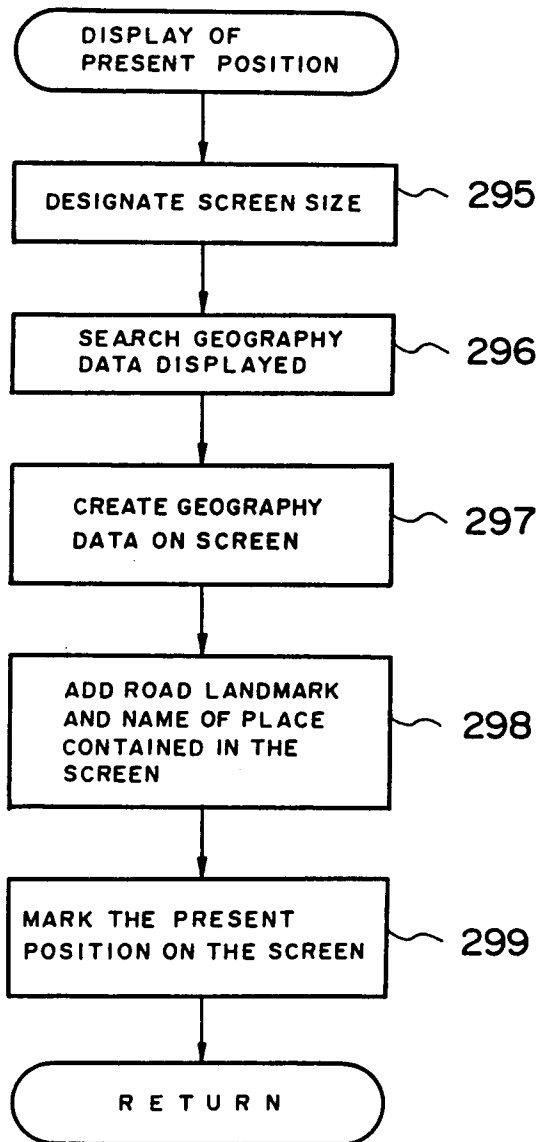 DISPLAY OF
PRESENT POSITION
DESIGNATE SCREEN SIZE
295
SEARCH GEOGRAPHY
DATA DISPLAYED
296
CREATE GEOGRAPHY
DATA ON SCREEN
297
ADD ROAD LANDMARK
AND NAME OF PLACE
CONTAINED IN THE
SCREEN
298
MARK THE PRESENT
POSITION ON THE SCREEN
299
RETURN